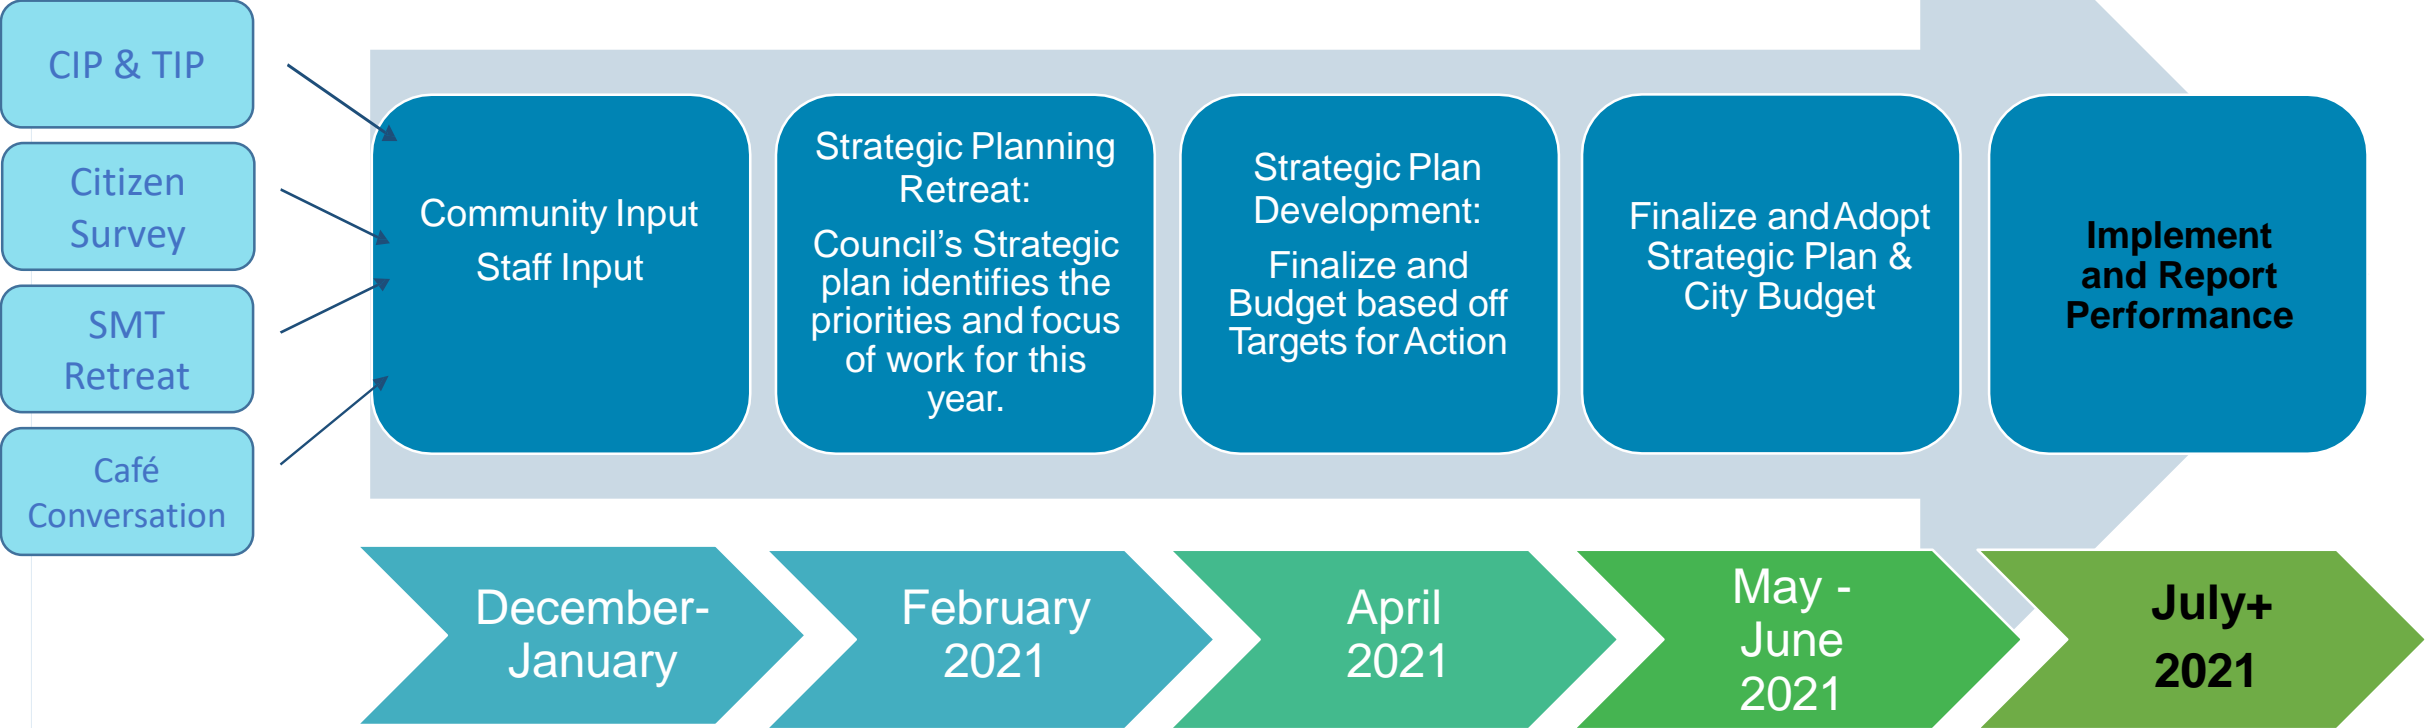 CIP & TIP
Citizen
Survey
SMT
Retreat
Café
Conversation
Community Input
Staff Input
Strategic Planning
Retreat:
Council’s Strategic
plan identifies the
priorities and focus
of work for this
year.
Strategic Plan
Development:
Finalize and
Budget based off
Targets for Action
Finalize and Adopt
Strategic Plan &
City Budget
Implement
and Report
Performance
December-
January
February
2021
April
2021
May -
June
2021
July+
2021